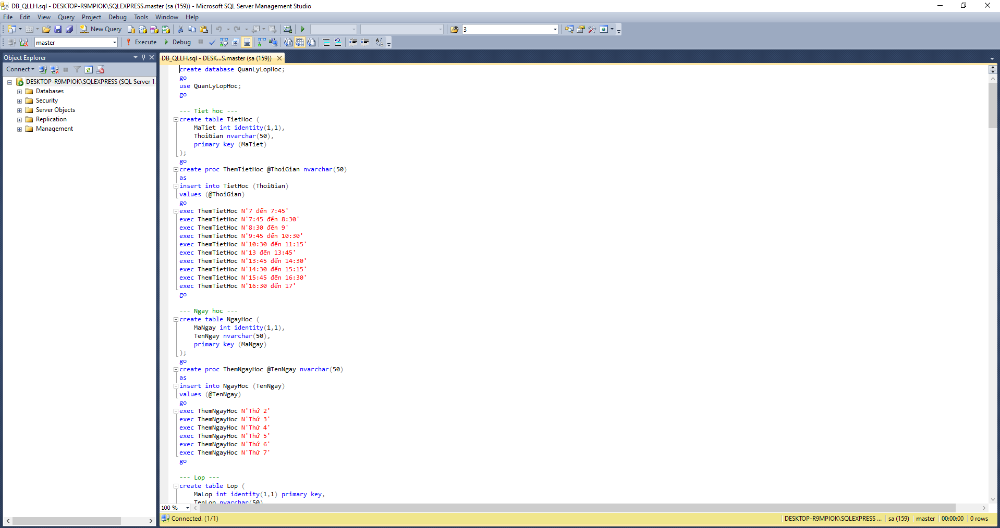 DB_QLLH.sql - DESKTOP-R9MPIOK\SQLEXPRESS.master (sa (159)) - Microsoft SQL Server Management Studio
File Edit View Query Project Debug Tools Window Help
New Query 3
master Execute Debug
Object Explorer
Connect
DESKTOP-R9MPIOK\SQLEXPRESS (SQL Server 1
Databases
Security
Server Objects
Replication
Management
DB_QLLH.sql - DESK...S.master (sa (159))
create database QuanLyLopHoc;
go
use QuanLyLopHoc;
go
--- Tiet hoc ---
create table TietHoc (
MaTiet int identity(1,1),
ThoiGian nvarchar(50),
primary key (MaTiet)
);
go
create proc ThemTietHoc @ThoiGian nvarchar(50)
as
insert into TietHoc (ThoiGian)
values (@ThoiGian)
go
exec ThemTietHoc N'7 đến 7:45'
exec ThemTietHoc N'7:45 đến 8:30'
exec ThemTietHoc N'8:30 đến 9'
exec ThemTietHoc N'9:45 đến 10:30'
exec ThemTietHoc N'10:30 đến 11:15'
exec ThemTietHoc N'13 đến 13:45'
exec ThemTietHoc N'13:45 đến 14:30'
exec ThemTietHoc N'14:30 đến 15:15'
exec ThemTietHoc N'15:45 đến 16:30'
exec ThemTietHoc N'16:30 đến 17'
go
--- Ngay hoc ---
create table NgayHoc (
MaNgay int identity(1,1),
TenNgay nvarchar(50),
primary key (MaNgay)
);
go
create proc ThemNgayHoc @TenNgay nvarchar(50)
as
insert into NgayHoc (TenNgay)
values (@TenNgay)
go
exec ThemNgayHoc N'Thứ 2'
exec ThemNgayHoc N'Thứ 3'
exec ThemNgayHoc N'Thứ 4'
exec ThemNgayHoc N'Thứ 5'
exec ThemNgayHoc N'Thứ 6'
exec ThemNgayHoc N'Thứ 7'
go
--- Lop ---
create table Lop (
MaLop int identity(1,1) primary key,
TenLop nvarchar(50)
100 %
Connected. (1/1) DESKTOP-R9MPIOK\SQLEXPRESS ... sa (159) master 00:00:00 0 rows